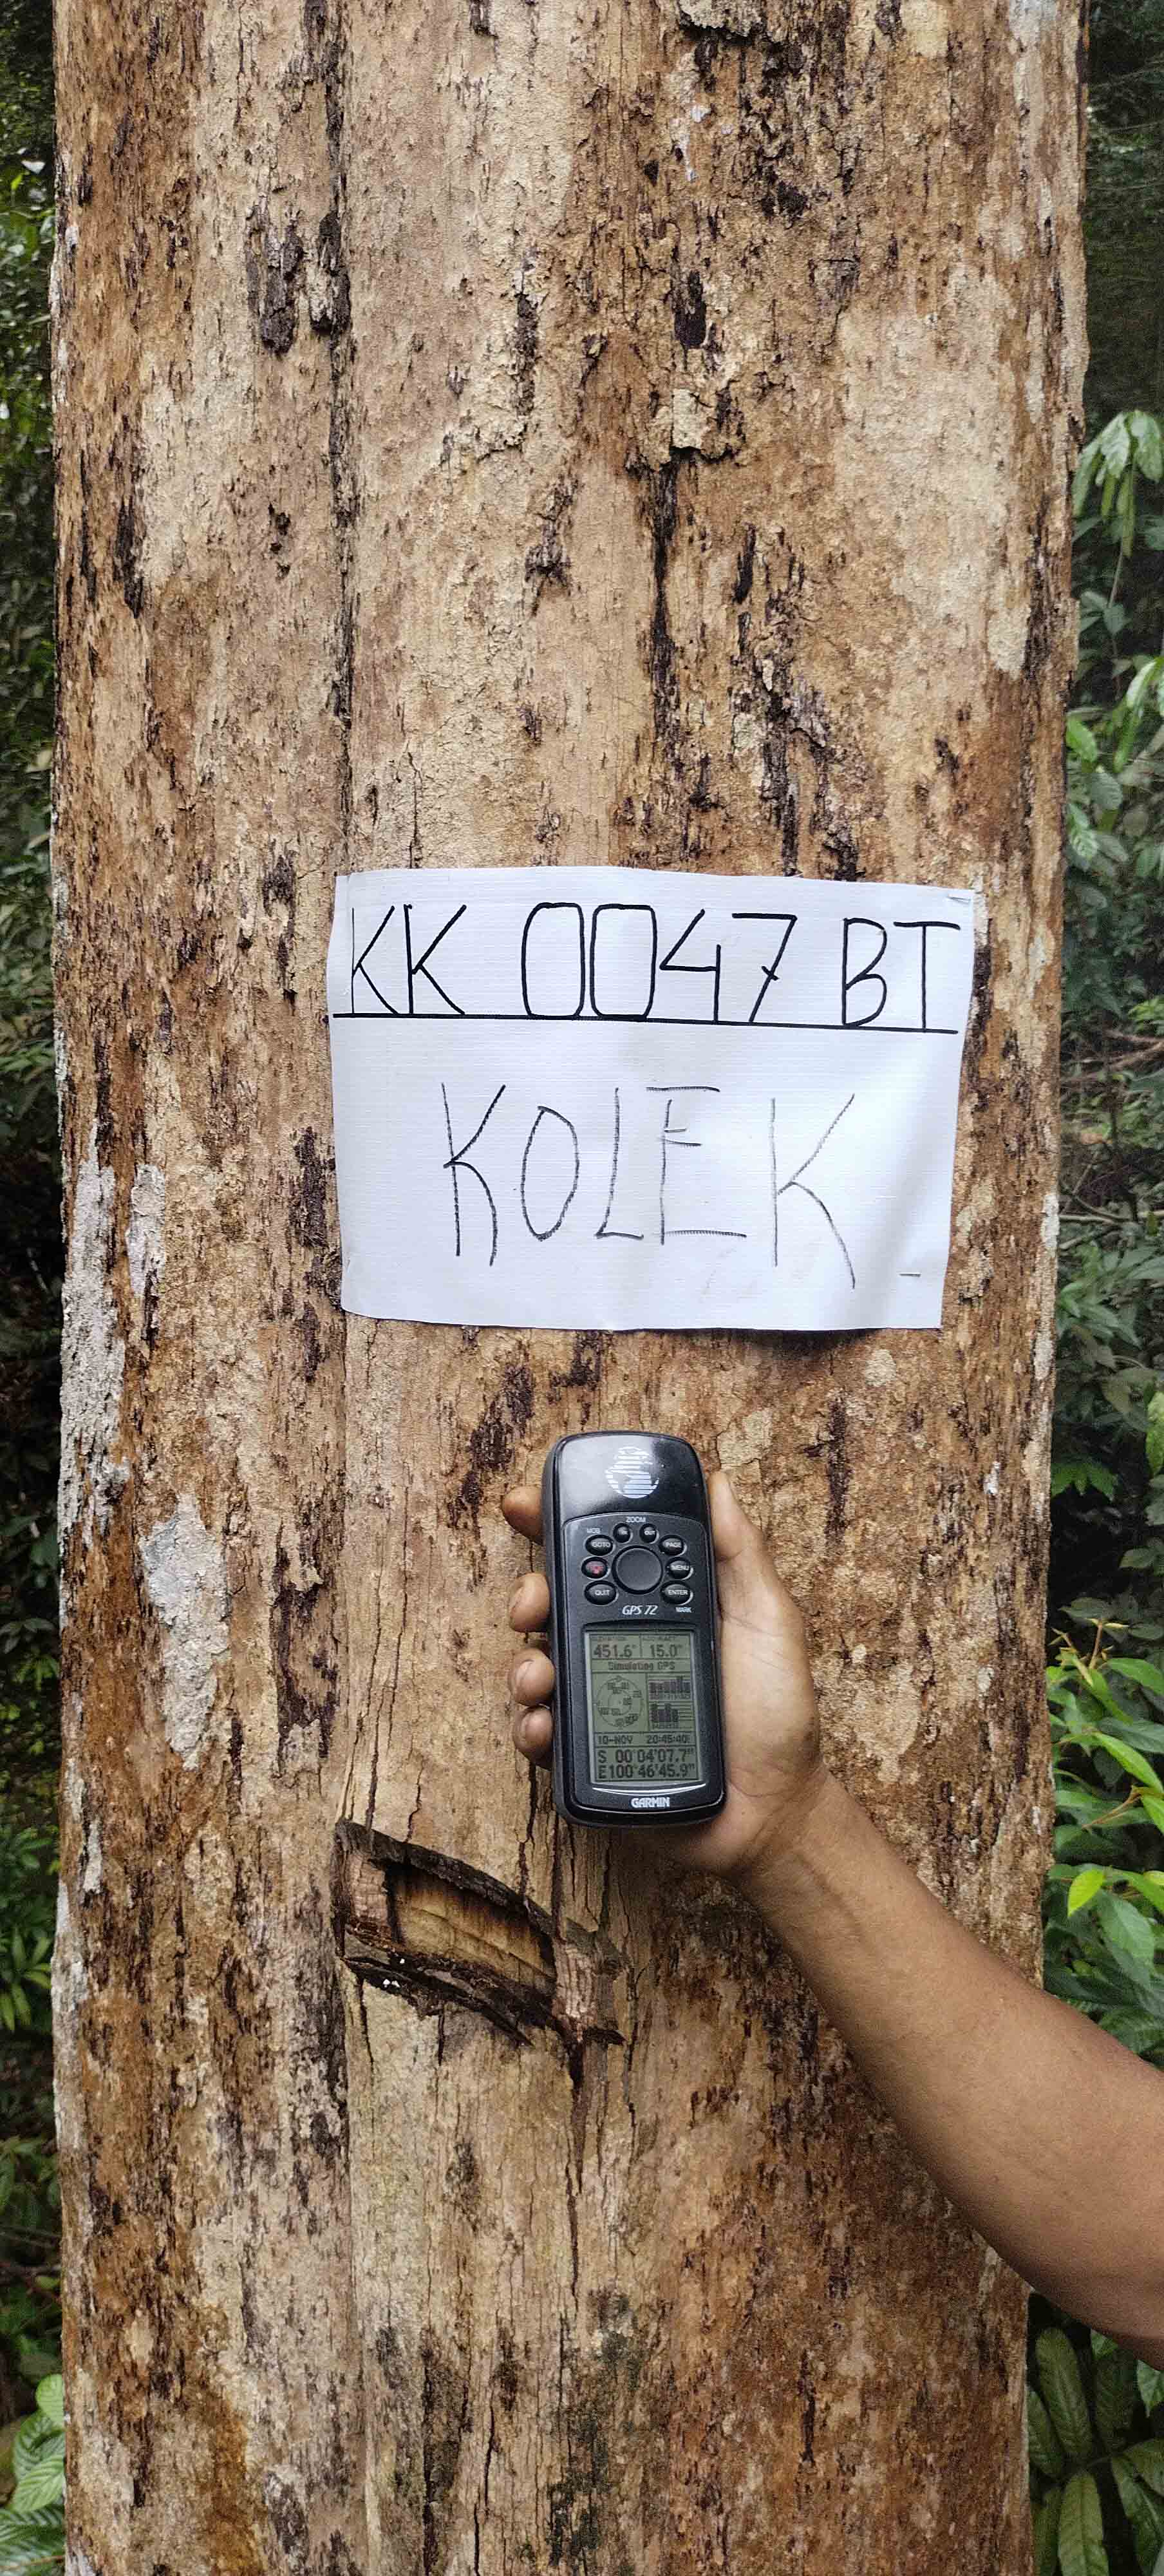 KK 0047 BT
KOLEK
ZOOM
MOB
IN
OUT
GOTO
PAGE
MENU
QUIT
ENTER
GPS 72
MARK
451.6" 15.0"
Simulating GPS
10-NOV 20:45:40
S 00°04'07.7"
E100°46'45.9"
GARMIN